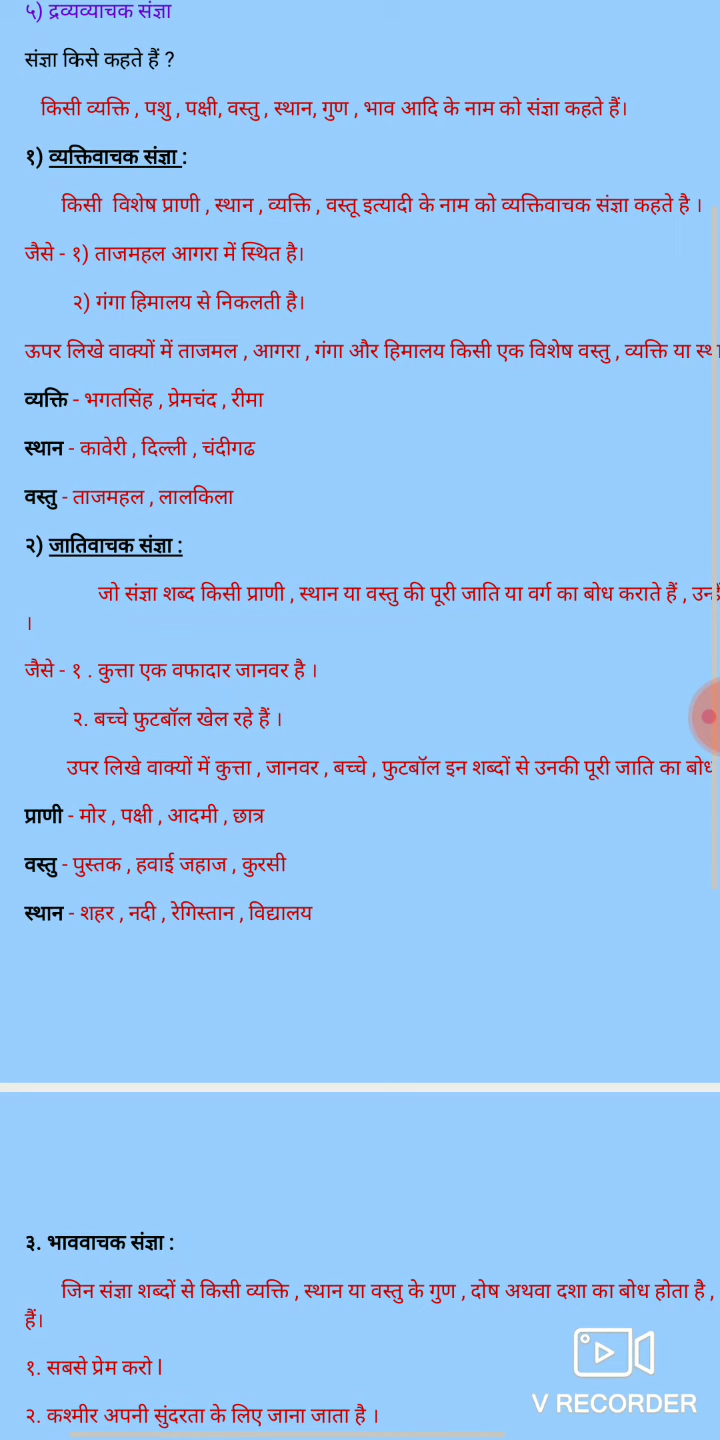 ५) द्रव्यव्याचक संज्ञा
संज्ञा किसे कहते हैं ?
किसी व्यक्ति , पशु , पक्षी, वस्तु , स्थान, गुण , भाव आदि के नाम को संज्ञा कहते हैं।
१) व्यक्तिवाचक संज्ञा :
किसी विशेष प्राणी , स्थान , व्यक्ति , वस्तू इत्यादी के नाम को व्यक्तिवाचक संज्ञा कहते है ।
जैसे - १) ताजमहल आगरा में स्थित है।
२) गंगा हिमालय से निकलती है।
ऊपर लिखे वाक्यों में ताजमल , आगरा , गंगा और हिमालय किसी एक विशेष वस्तु , व्यक्ति या
व्यक्ति - भगतसिंह , प्रेमचंद , रीमा
स्थान - कावेरी , दिल्ली , चंदीगढ
वस्तु - ताजमहल , लालकिला
२) जातिवाचक संज्ञा :
जो संज्ञा शब्द किसी प्राणी , स्थान या वस्तु की पूरी जाति या वर्ग का बोध कराते हैं ,
।
जैसे - १ . कुत्ता एक वफादार जानवर है ।
२. बच्चे फुटबॉल खेल रहे हैं ।
उपर लिखे वाक्यों में कुत्ता , जानवर , बच्चे , फुटबॉल इन शब्दों से उनकी पूरी जाति का
प्राणी - मोर , पक्षी , आदमी , छात्र
वस्तु - पुस्तक , हवाई जहाज , कुरसी
स्थान - शहर , नदी , रेगिस्तान , विद्यालय
३. भाववाचक संज्ञा :
जिन संज्ञा शब्दों से किसी व्यक्ति , स्थान या वस्तु के गुण , दोष अथवा दशा का बोध होता है ,
हैं।
१. सबसे प्रेम करो।
२. कश्मीर अपनी सुंदरता के लिए जाना जाता है ।
V RECORDER